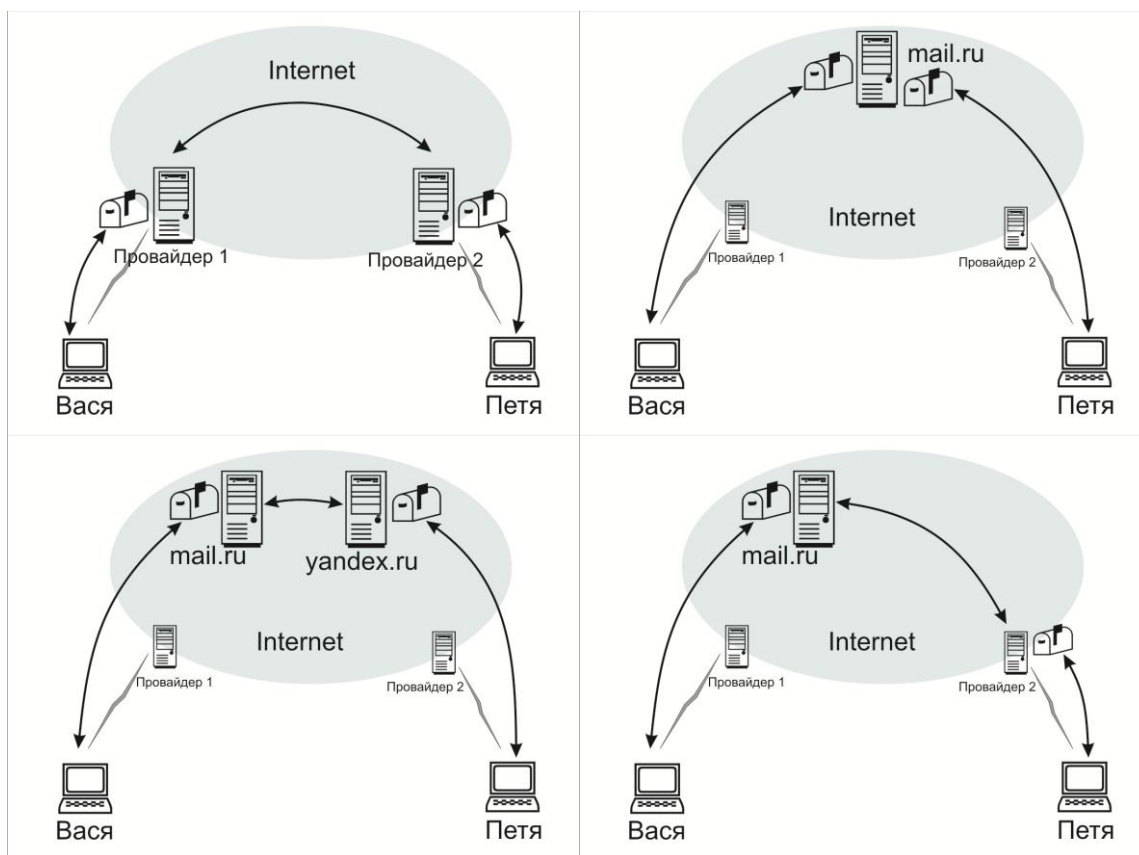 Internet
Провайдер 1
Провайдер 2
Вася
Петя
mail.ru
Internet
Провайдер 1
Провайдер 2
Вася
Петя
mail.ru
yandex.ru
Internet
Провайдер 1
Провайдер 2
Вася
Петя
mail.ru
Internet
Провайдер 1
Провайдер 2
Вася
Петя